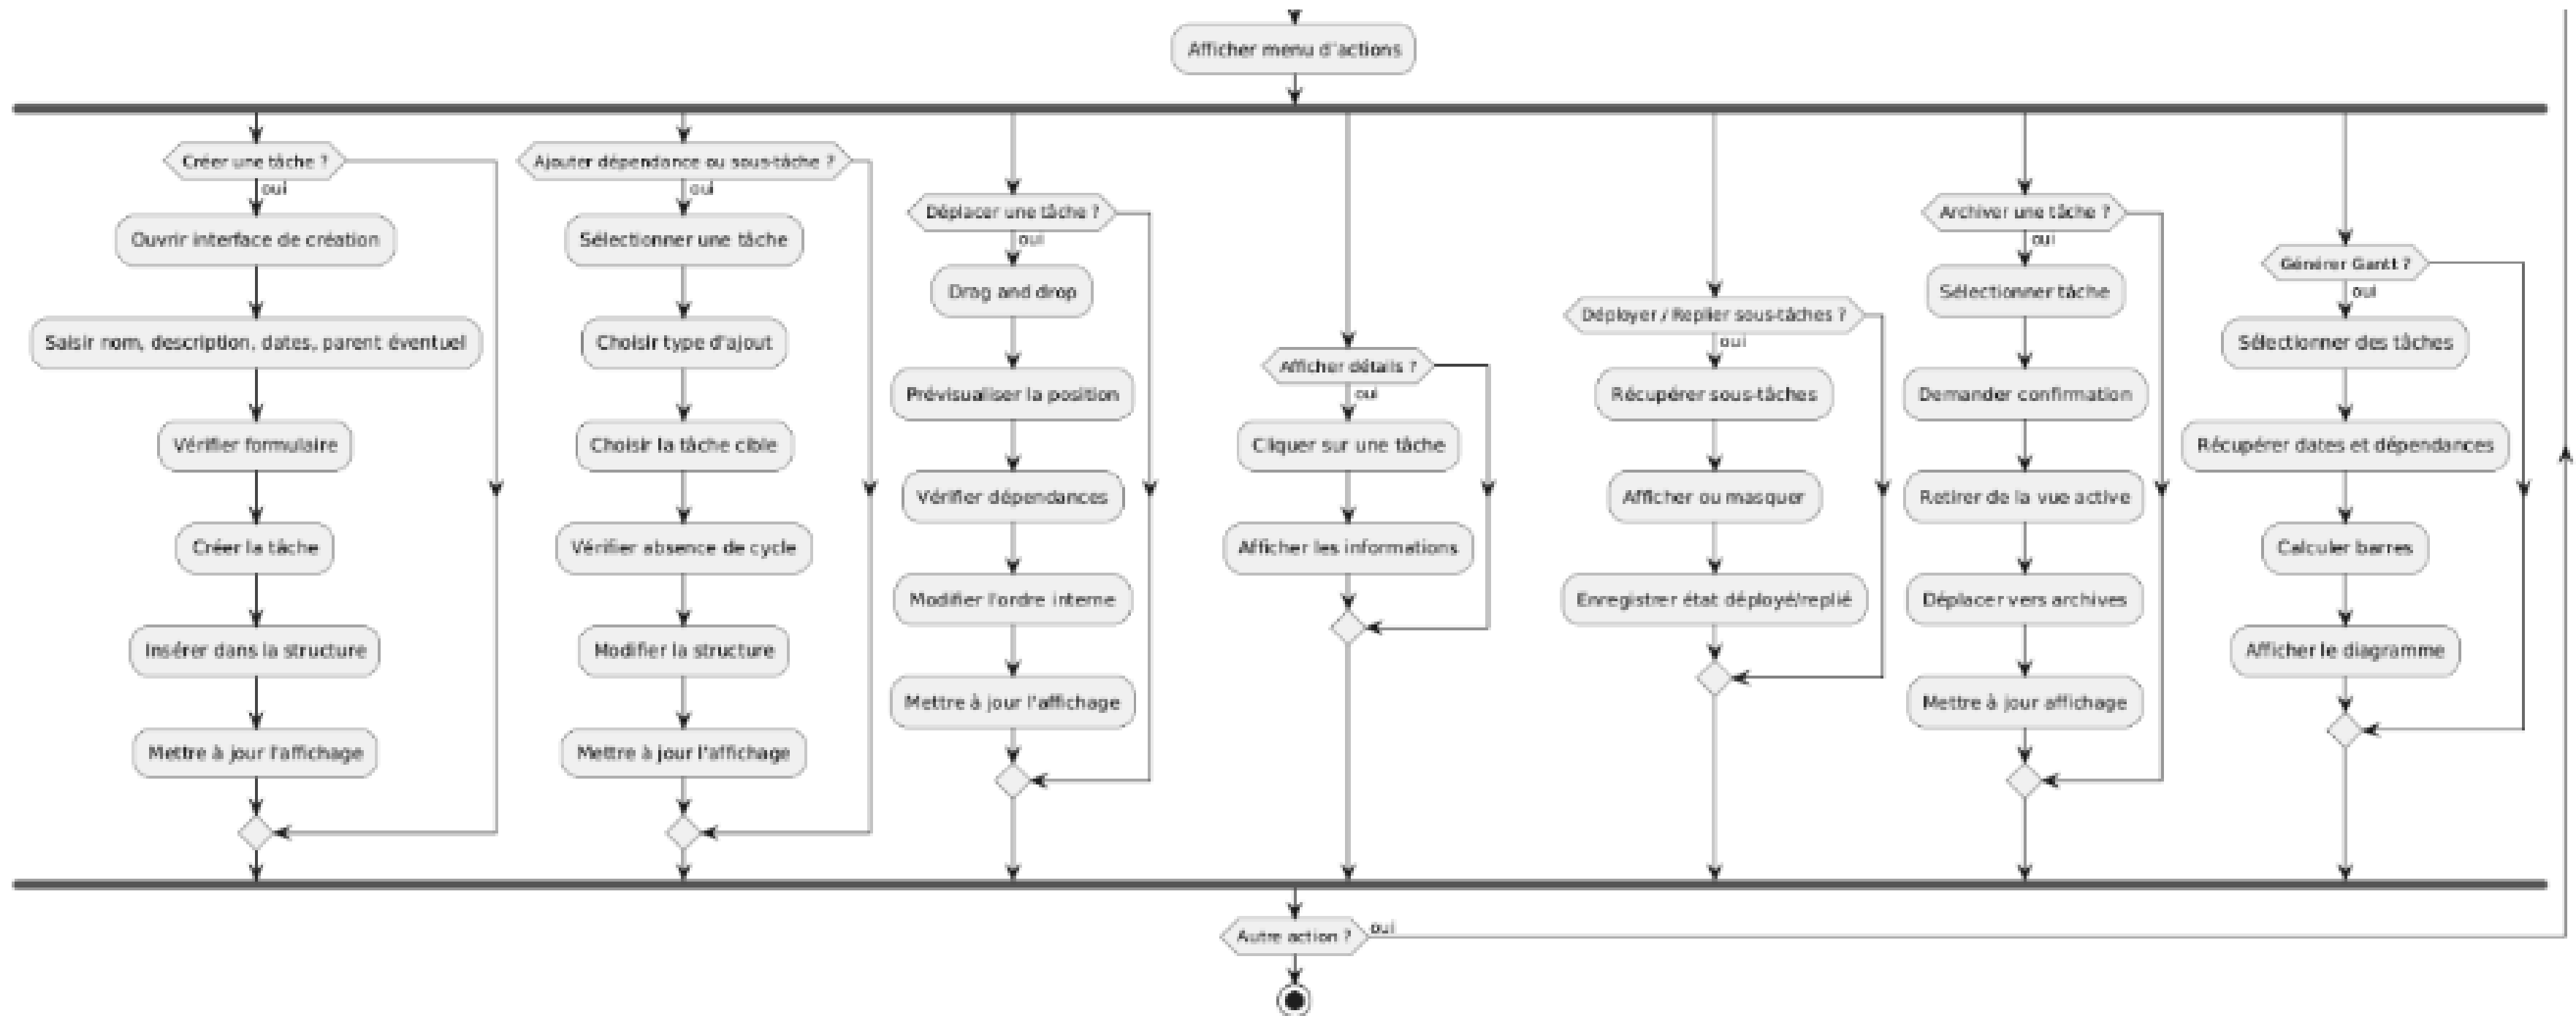 Afficher menu d'actions
Créer une tâche ?
oui
Ouvrir interface de création
Saisir nom, description, dates, parent éventuel
Vérifier formulaire
Créer la tâche
Insérer dans la structure
Mettre à jour l'affichage
Ajouter dépendance ou sous-tâche ?
oui
Sélectionner une tâche
Choisir type d'ajout
Choisir la tâche cible
Vérifier absence de cycle
Modifier la structure
Mettre à jour l'affichage
Déplacer une tâche ?
oui
Drag and drop
Prévisualiser la position
Vérifier dépendances
Modifier l'ordre interne
Mettre à jour l'affichage
Afficher détails ?
oui
Cliquer sur une tâche
Afficher les informations
Déployer / Replier sous-tâches ?
oui
Récupérer sous-tâches
Afficher ou masquer
Enregistrer état déployé/replié
Archiver une tâche ?
oui
Sélectionner tâche
Demander confirmation
Retirer de la vue active
Déplacer vers archives
Mettre à jour affichage
Générer Gantt ?
oui
Sélectionner des tâches
Récupérer dates et dépendances
Calculer barres
Afficher le diagramme
Autre action ?
oui